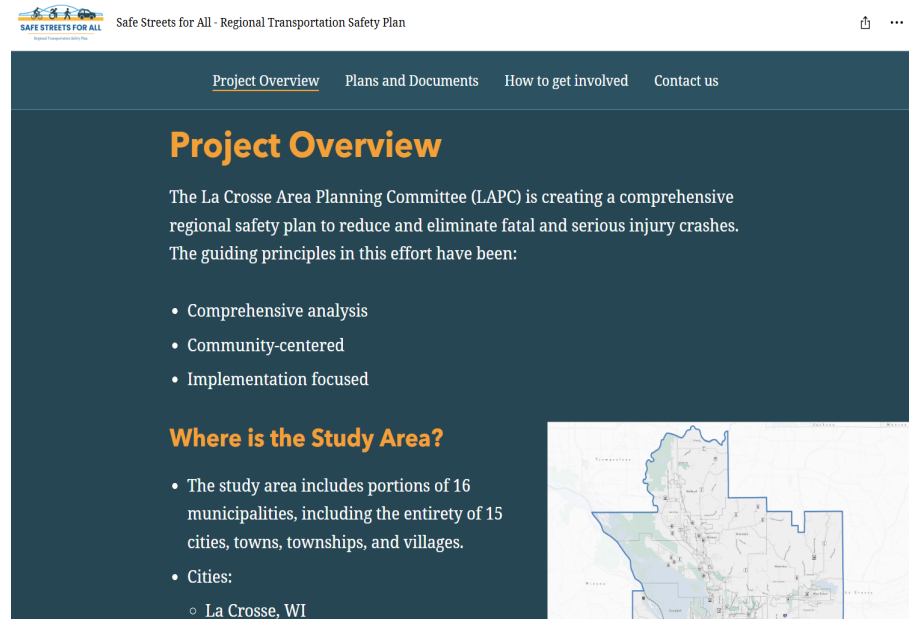 SAFE STREETS FOR ALL
Regional Transportation Safety Plan
Safe Streets for All - Regional Transportation Safety Plan
Project Overview
Plans and Documents
How to get involved
Contact us
Project Overview
The La Crosse Area Planning Committee (LAPC) is creating a comprehensive
regional safety plan to reduce and eliminate fatal and serious injury crashes.
The guiding principles in this effort have been:
• Comprehensive analysis
• Community-centered
• Implementation focused
Where is the Study Area?
• The study area includes portions of 16
municipalities, including the entirety of 15
cities, towns, townships, and villages.
• Cities:
◦ La Crosse, WI